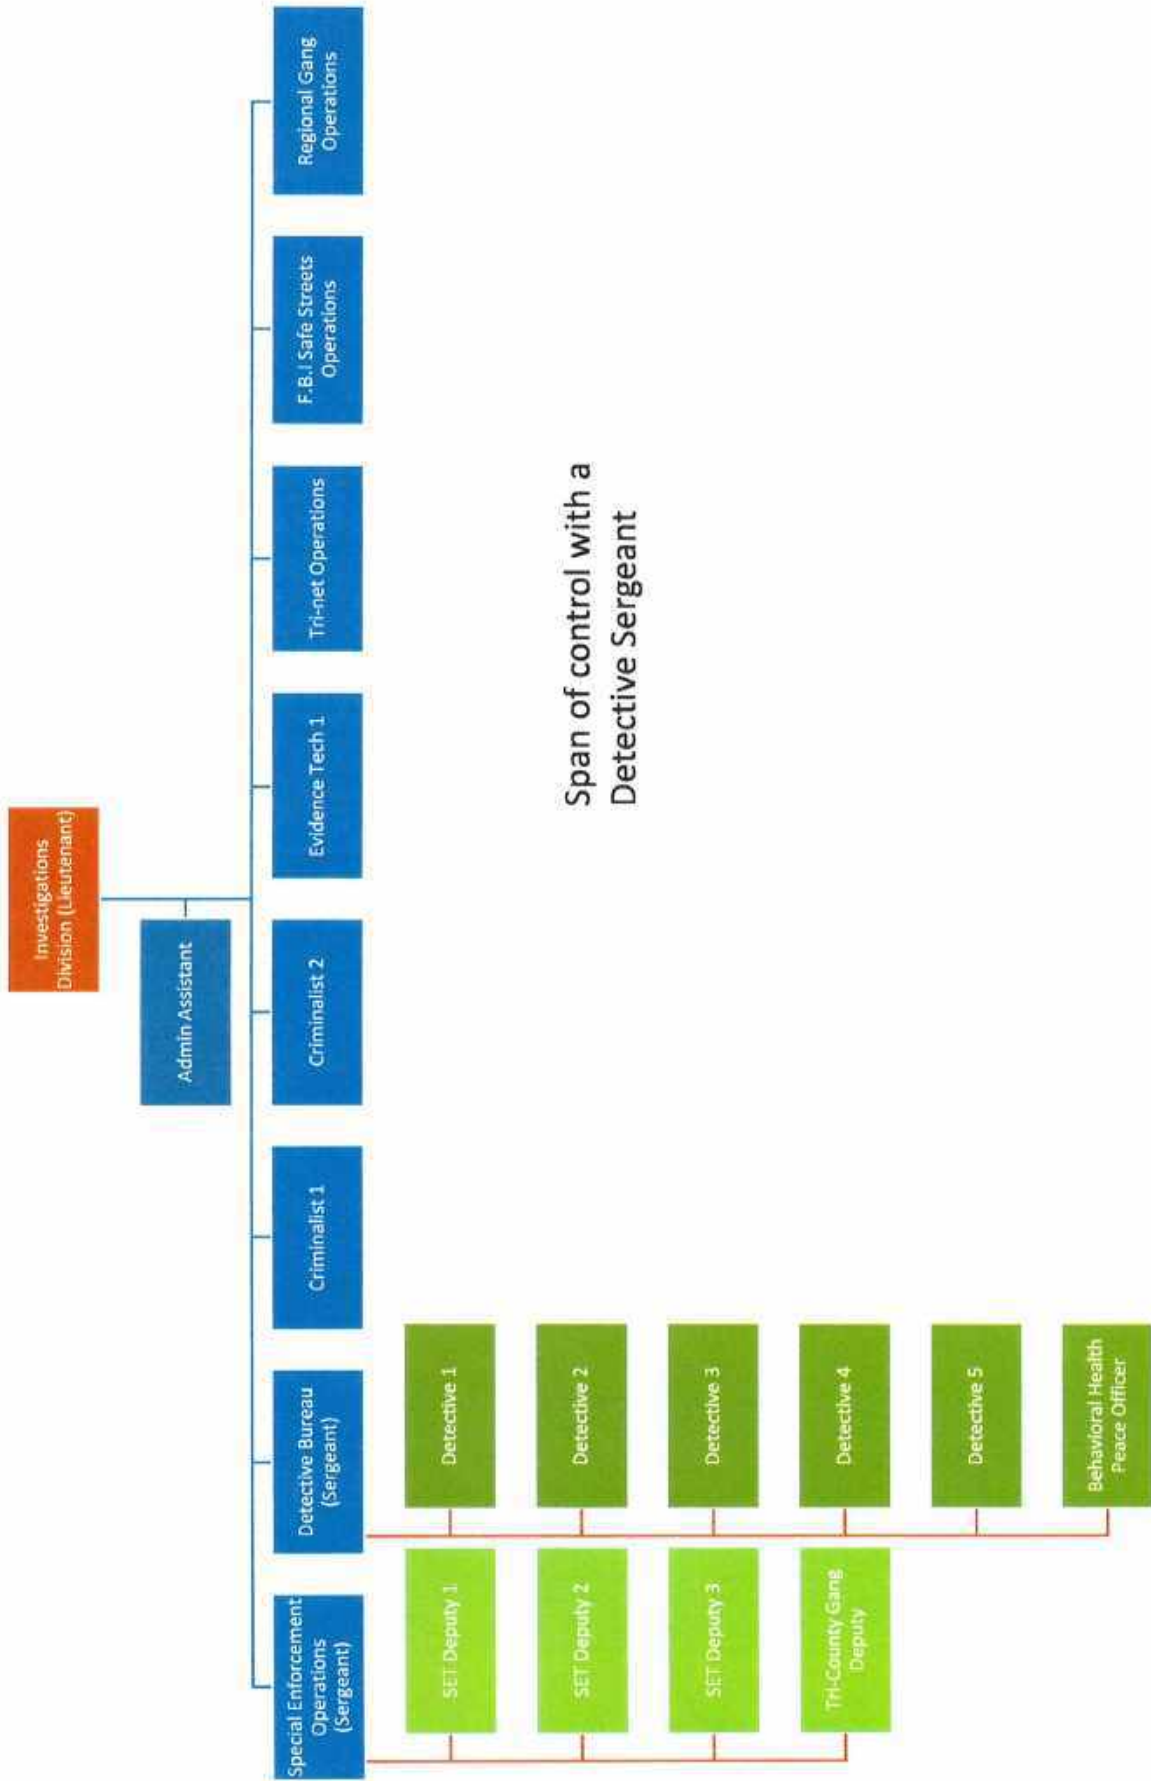 Investigations
Division (Lieutenant)
Admin Assistant
Special Enforcement
Operations
(Sergeant)
Detective Bureau
(Sergeant)
Criminalist 1
Criminalist 2
Evidence Tech 1
Tri-net Operations
F.B.I Safe Streets
Operations
Regional Gang
Operations
SET Deputy 1
SET Deputy 2
SET Deputy 3
Tri-County Gang
Deputy
Detective 1
Detective 2
Detective 3
Detective 4
Detective 5
Behavioral Health
Peace Officer
Span of control with a
Detective Sergeant